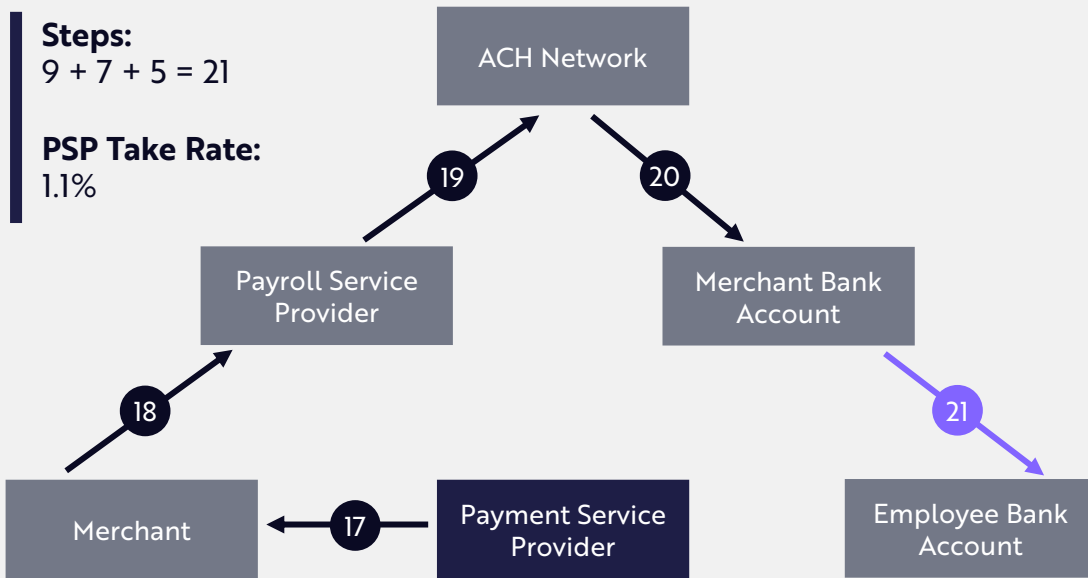 Steps:
9 + 7 + 5 = 21
PSP Take Rate:
1.1%
ACH Network
19
20
Payroll Service
Provider
Merchant Bank
Account
18
21
Merchant
17
Payment Service
Provider
Employee Bank
Account